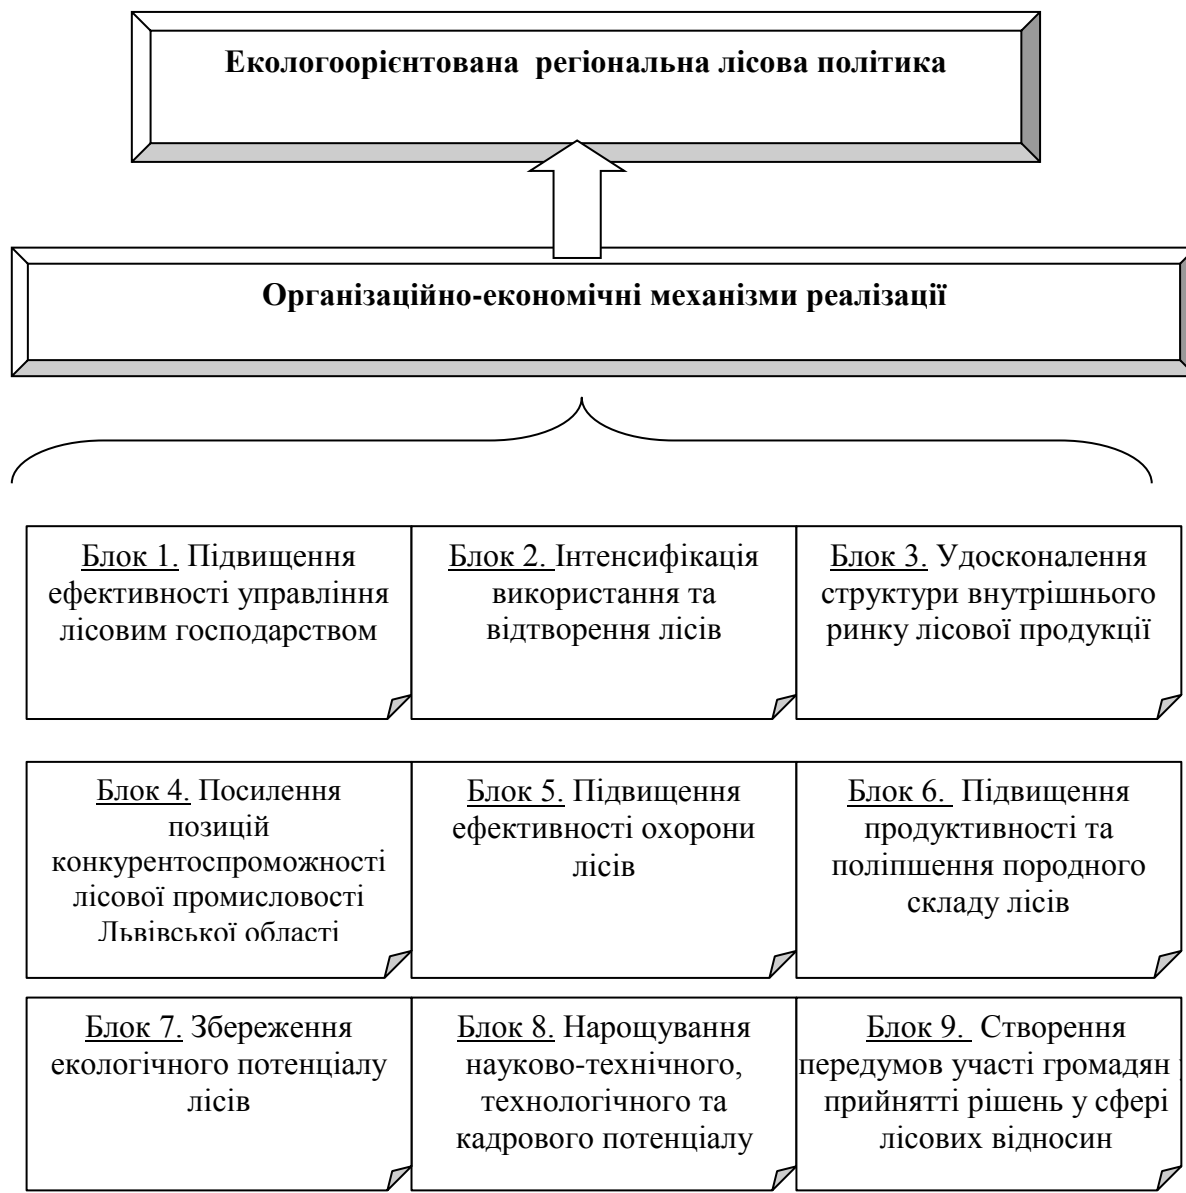 Екологоорієнтована регіональна лісова політика
Організаційно-економічні механізми реалізації
Блок 1. Підвищення
ефективності управління
лісовим господарством
Блок 2. Інтенсифікація
використання та
відтворення лісів
Блок 3. Удосконалення
структури внутрішнього
ринку лісової продукції
Блок 4. Посилення
позицій
конкурентоспроможності
лісової промисловості
Львівської області
Блок 5. Підвищення
ефективності охорони
лісів
Блок 6. Підвищення
продуктивності та
поліпшення породного
складу лісів
Блок 7. Збереження
екологічного потенціалу
лісів
Блок 8. Нарощування
науково-технічного,
технологічного та
кадрового потенціалу
Блок 9. Створення
передумов участі громадян
прийнятті рішень у сфері
лісових відносин